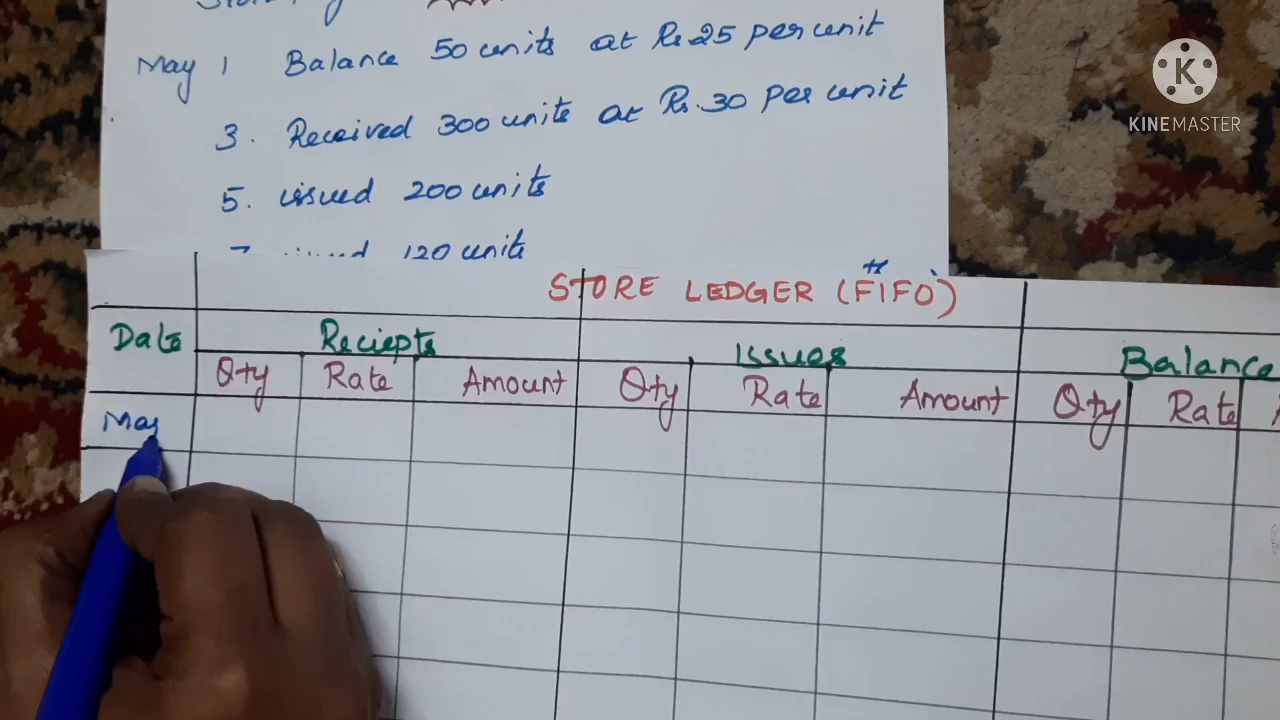 May 1 Balance 50 units at Rs 25 per unit
3. Received 300 units at Rs. 30 per unit
5. issued 200 units
120 units
KINEMASTER
STORE LEDGER (FIFO)
Date Reciepts Issues Balance
Qty Rate Amount Qty Rate Amount Qty Rate
May